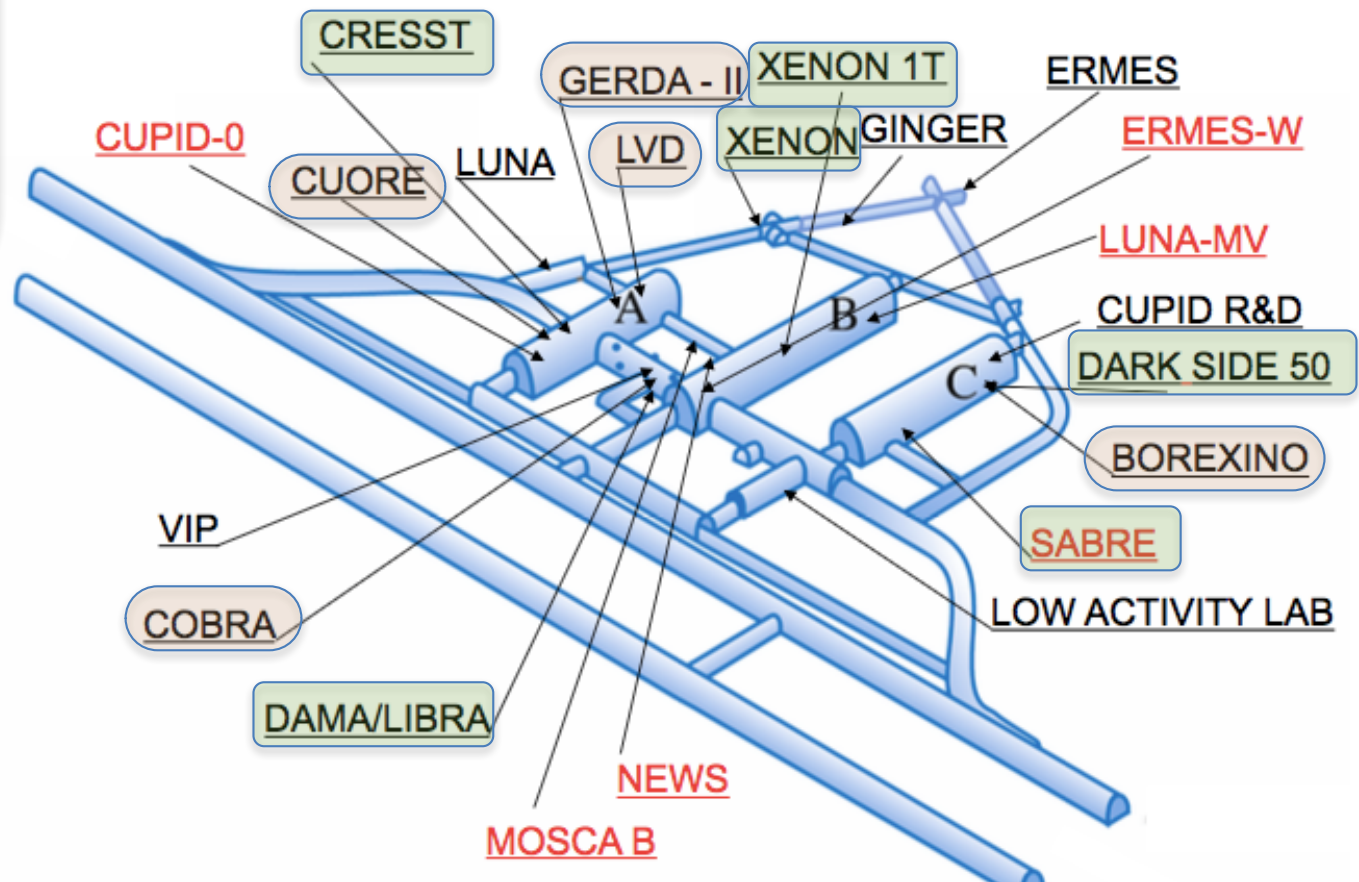 CRESST
GERDA - II
XENON 1T
ERMES
CUPID-0
LUNA
LVD
XENON
GINGER
ERMES-W
CUORE
LUNA-MV
A
B
CUPID R&D
C
DARK SIDE 50
BOREXINO
VIP
SABRE
COBRA
LOW ACTIVITY LAB
DAMA/LIBRA
NEWS
MOSCA B